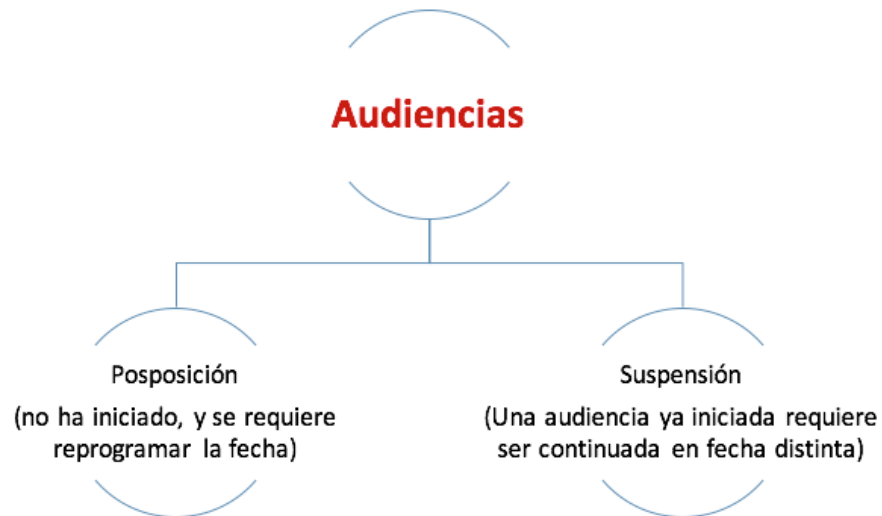 Audiencias
Posposición
(no ha iniciado, y se requiere
reprogramar la fecha)
Suspensión
(Una audiencia ya iniciada requiere
ser continuada en fecha distinta)